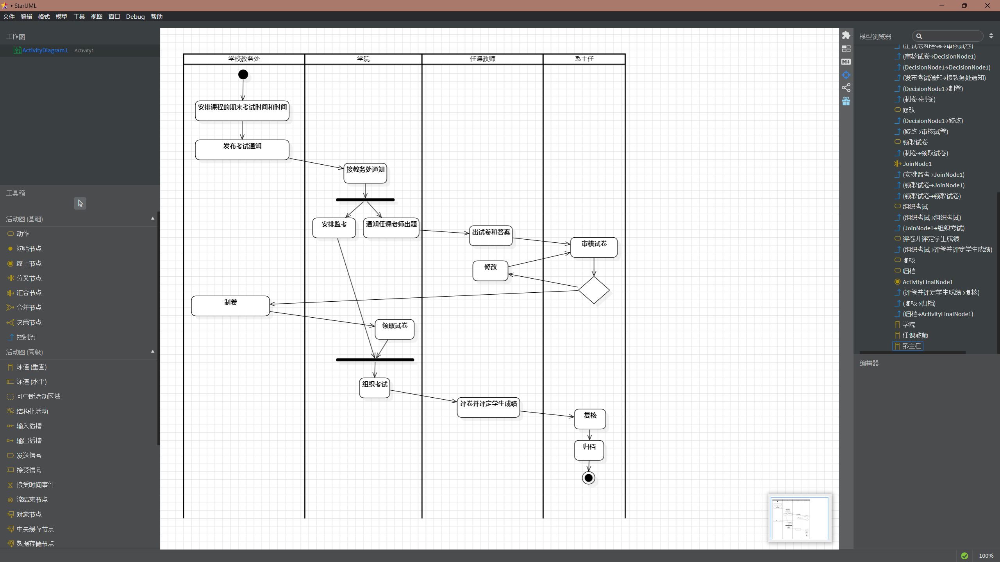 • StarUML
文件 编辑 格式 模型 工具 视图 窗口 Debug 帮助
工作图
ActivityDiagram1 — Activity1
工具箱
活动图 (基础)
动作
初始节点
终止节点
分叉节点
汇合节点
合并节点
决策节点
控制流
活动图 (高级)
泳道 (垂直)
泳道 (水平)
可中断活动区域
结构化活动
输入插槽
输出插槽
发送信号
接受信号
接受时间事件
流结束节点
对象节点
中央缓存节点
数据存储节点
学校教务处 学院 任课教师 系主任
安排课程的期末考试时间和时间
发布考试通知
接教务处通知
安排监考 通知任课老师出题
出试卷和答案
审核试卷
修改
制卷
领取试卷
组织考试
评卷并评定学生成绩
复核
归档
模型浏览器
(出试卷和答案→审核试卷)
(审核试卷→DecisionNode1)
(DecisionNode1→DecisionNode1)
(发布考试通知→接教务处通知)
(DecisionNode1→制卷)
(制卷→制卷)
修改
(DecisionNode1→修改)
(修改→审核试卷)
领取试卷
(制卷→领取试卷)
JoinNode1
(安排监考→JoinNode1)
(领取试卷→JoinNode1)
(领取试卷→领取试卷)
组织考试
(组织考试→组织考试)
(JoinNode1→组织考试)
评卷并评定学生成绩
(组织考试→评卷并评定学生成绩)
复核
归档
ActivityFinalNode1
(评卷并评定学生成绩→复核)
(复核→归档)
(归档→ActivityFinalNode1)
学院
任课教师
系主任
编辑器
100%